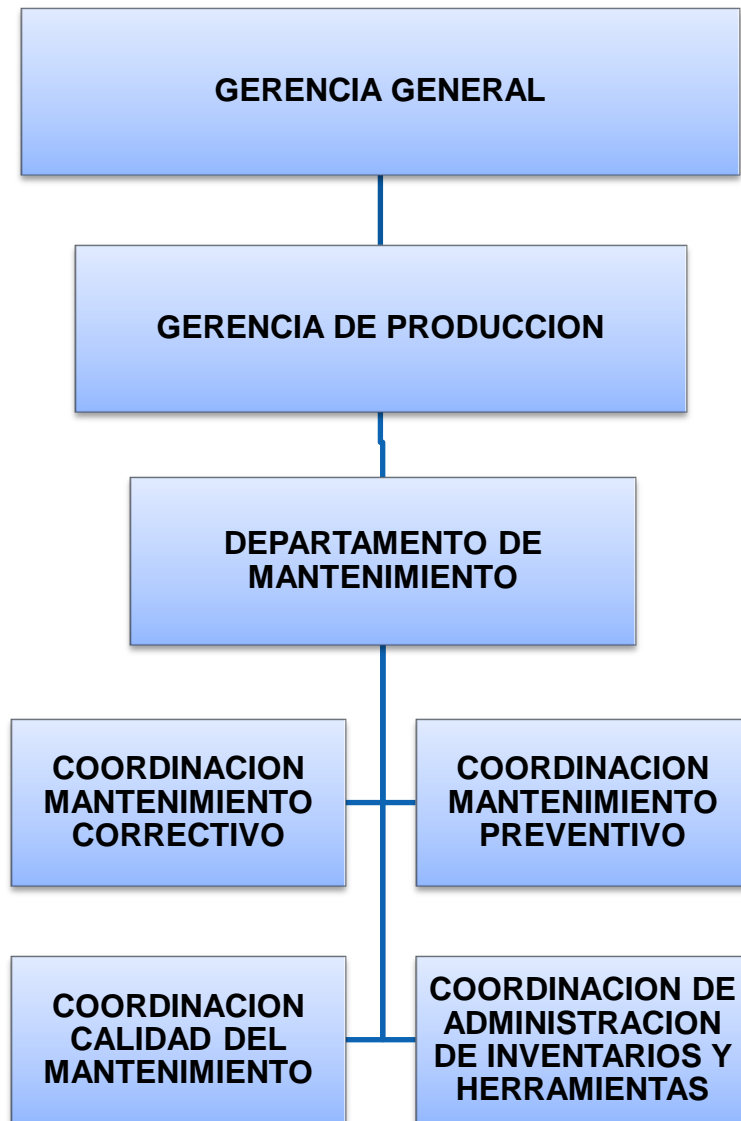 GERENCIA GENERAL
GERENCIA DE PRODUCCION
DEPARTAMENTO DE
MANTENIMIENTO
COORDINACION
MANTENIMIENTO
CORRECTIVO
COORDINACION
MANTENIMIENTO
PREVENTIVO
COORDINACION
CALIDAD DEL
MANTENIMIENTO
COORDINACION DE
ADMINISTRACION
DE INVENTARIOS Y
HERRAMIENTAS